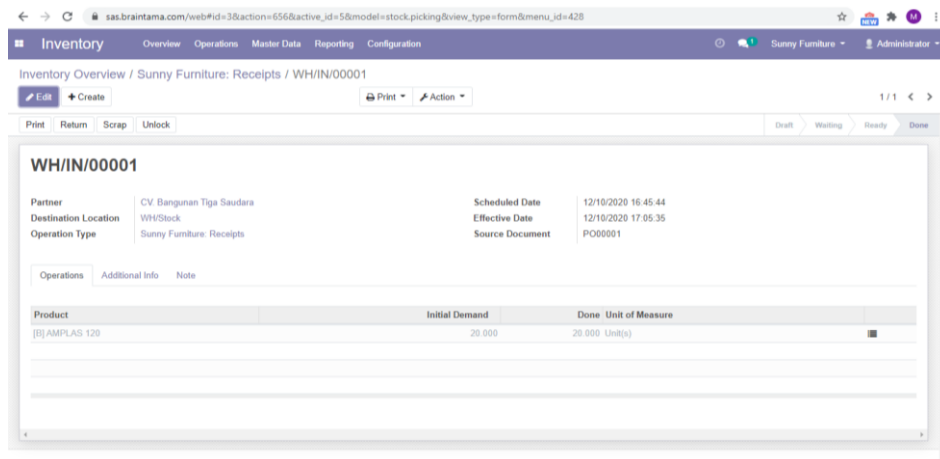 sas.braintama.com/web#id=3&action=656&active_id=5&model=stock.picking&view_type=form&menu_id=428
NEW
M
Inventory Overview Operations Master Data Reporting Configuration 1 Sunny Furniture Administrator
Inventory Overview / Sunny Furniture: Receipts / WH/IN/00001
Edit + Create Print Action 1 / 1
Print Return Scrap Unlock Draft Waiting Ready Done
WH/IN/00001
Partner CV. Bangunan Tiga Saudara Scheduled Date 12/10/2020 16:45:44
Destination Location WH/Stock Effective Date 12/10/2020 17:05:35
Operation Type Sunny Furniture: Receipts Source Document PO00001
Operations Additional Info Note
Product Initial Demand Done Unit of Measure
[B] AMPLAS 120 20.000 20.000 Unit(s)